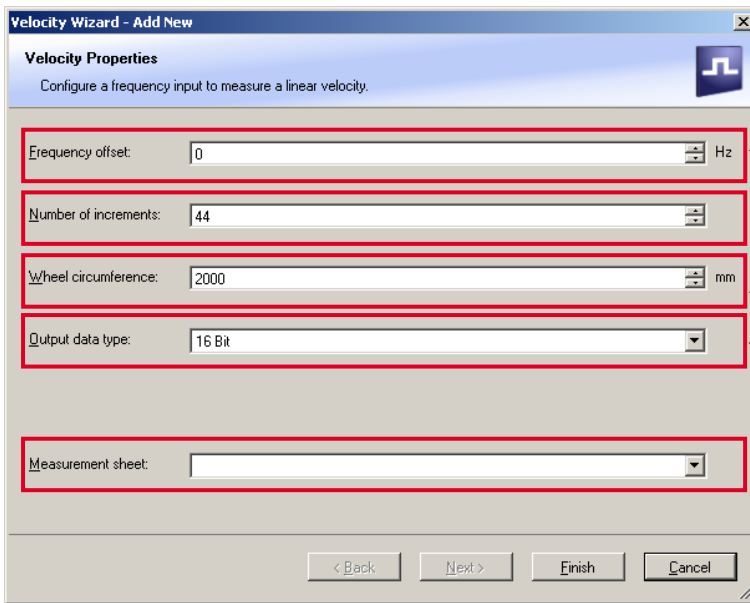 Velocity Wizard - Add New
Velocity Properties
Configure a frequency input to measure a linear velocity.
Frequency offset: 0 Hz
Number of increments: 44
Wheel circumference: 2000 mm
Output data type: 16 Bit
Measurement sheet:
< Back Next > Finish Cancel